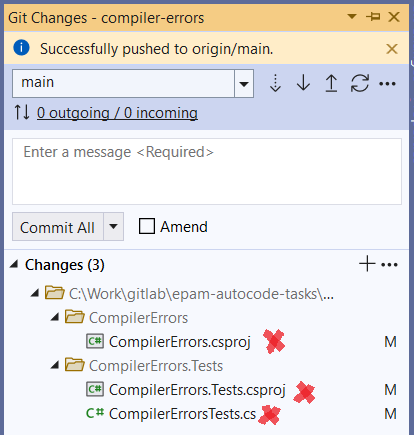 Git Changes - compiler-errors
Successfully pushed to origin/main.
main
0 outgoing / 0 incoming
Enter a message <Required>
Commit All
Amend
Changes (3)
C:\Work\gitlab\epam-autocode-tasks\...
CompilerErrors
C# CompilerErrors.csproj M
CompilerErrors.Tests
C# CompilerErrors.Tests.csproj M
C# CompilerErrorsTests.cs M